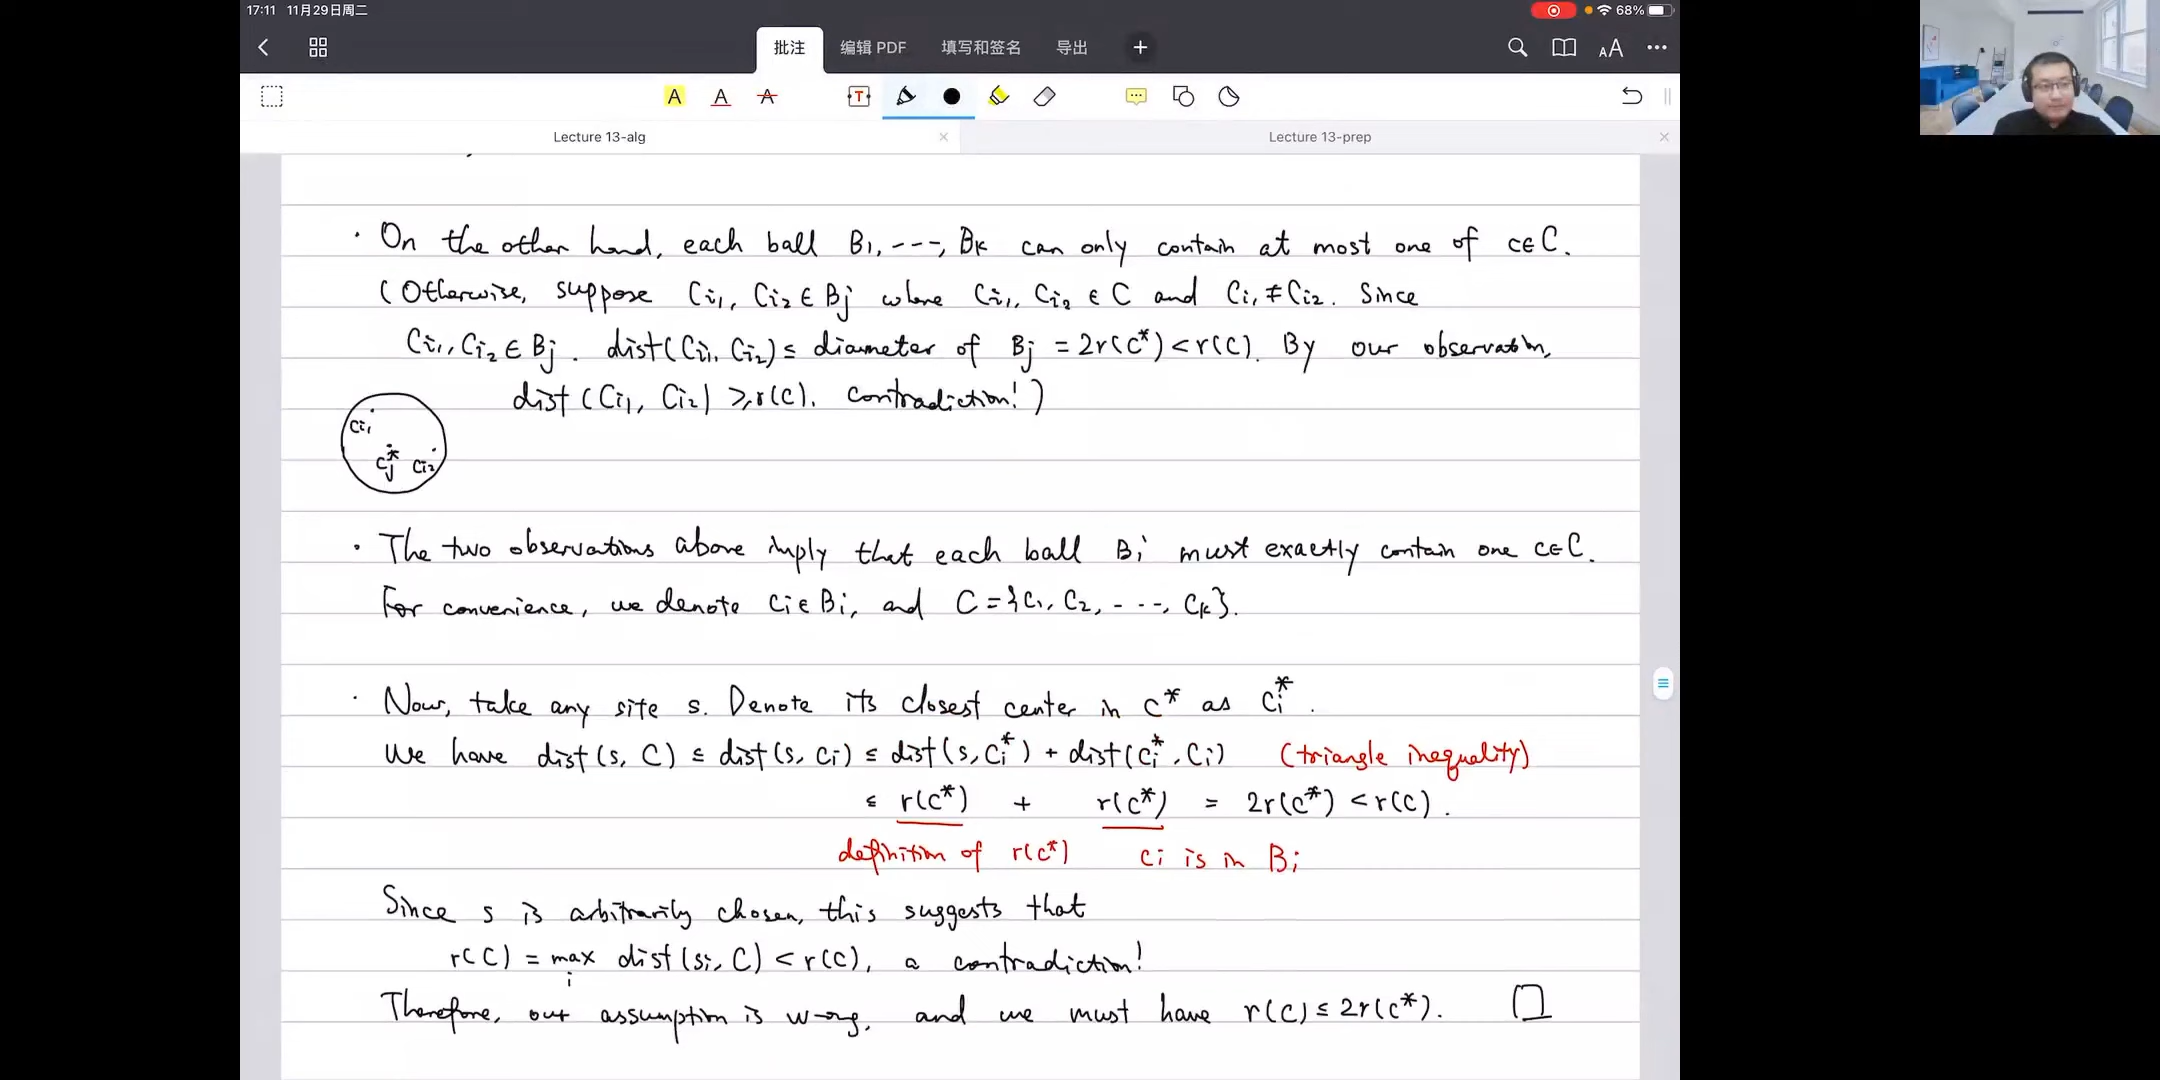 17:11 11月29日周二
68%
批注 编辑 PDF 填写和签名 导出
AA
A A A T
Lecture 13-alg
Lecture 13-prep
· On the other hand, each ball B1, ---, Bk can only contain at most one of c∈C.
(Otherwise, suppose Ci1, Ci2 ∈ Bj where Ci1, Ci2 ∈ C and Ci1 ≠ Ci2. Since
Ci1, Ci2 ∈ Bj. dist(Ci1, Ci2) ≤ diameter of Bj = 2r(C*) < r(C). By our observation,
dist(Ci1, Ci2) ≥ r(C). contradiction!)
Ci1
Cj* Ci2
· The two observations above imply that each ball Bi must exactly contain one c∈C.
For convenience, we denote Ci ∈ Bi, and C = {C1, C2, ---, Ck}.
· Now, take any site s. Denote its closest center in C* as Ci*.
We have dist(s, C) ≤ dist(s, Ci) ≤ dist(s, Ci*) + dist(Ci*, Ci) (triangle inequality)
≤ r(C*) + r(C*) = 2r(C*) < r(C).
definition of r(C*) Ci is in Bi
Since s is arbitrarily chosen, this suggests that
r(C) = max dist(si, C) < r(C), a contradiction!
i
Therefore, our assumption is wrong, and we must have r(C) ≤ 2r(C*). □